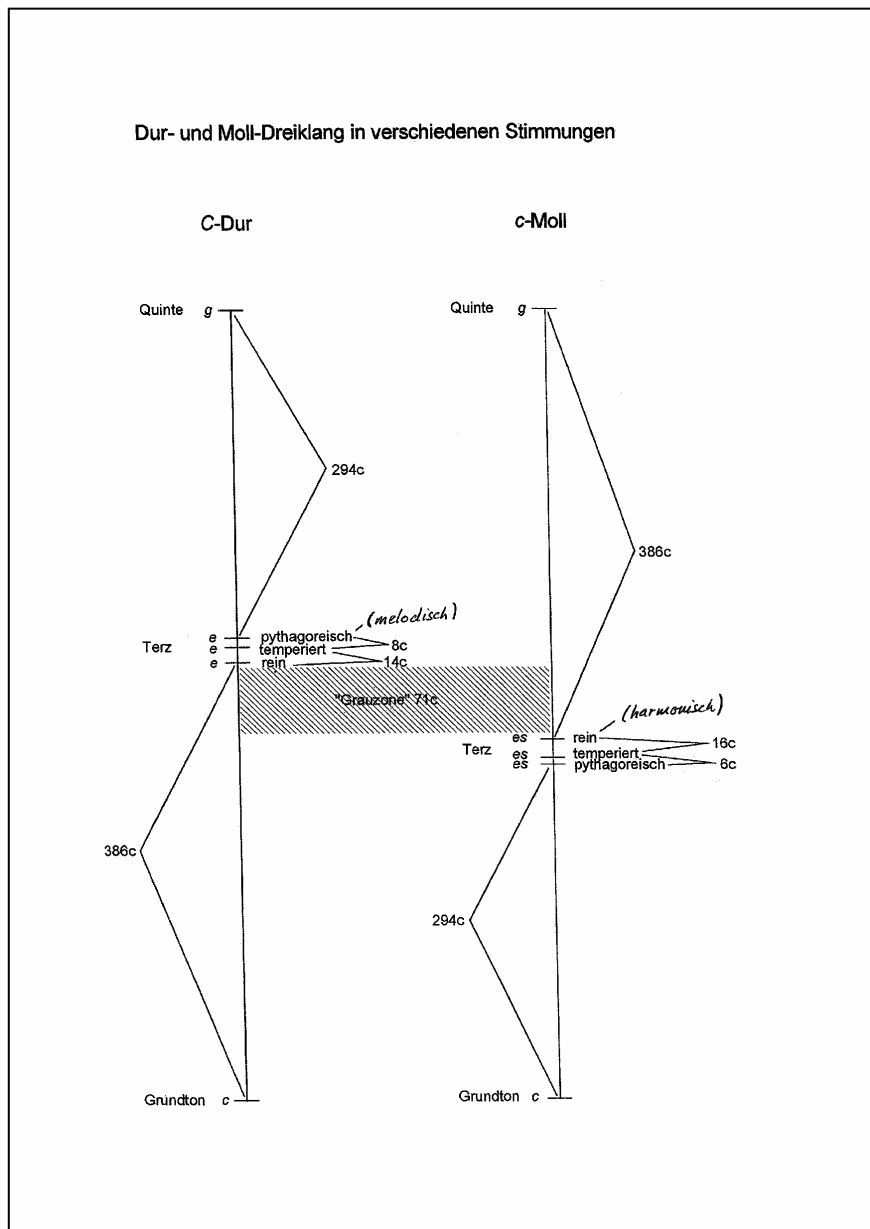 Dur- und Moll-Dreiklang in verschiedenen Stimmungen
C-Dur
c-Moll
Quinte g
Quinte g
294c
386c
(melodisch)
e pythagoreisch
Terz e temperiert 8c
e rein 14c
"Grauzone" 71c
(harmonisch)
es rein
16c
Terz es temperiert
es pythagoreisch 6c
386c
294c
Grundton c
Grundton c